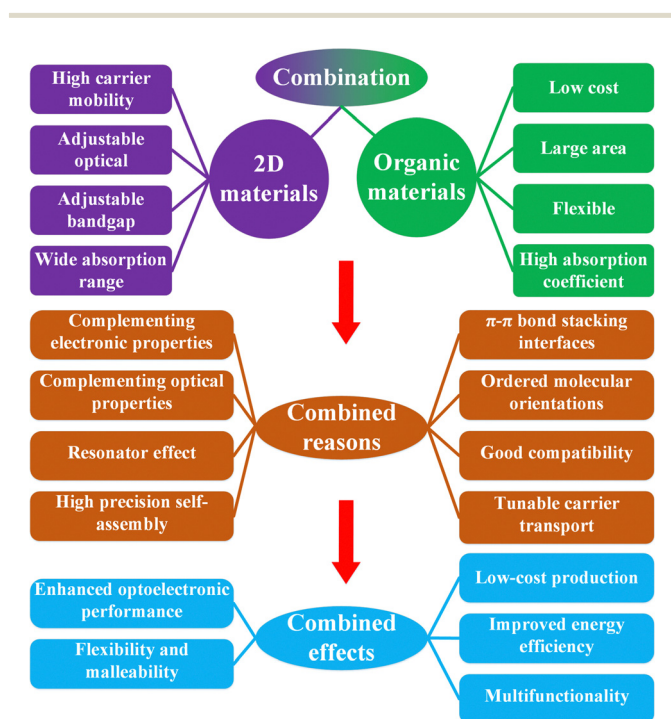 Combination
2D
materials
Organic
materials
High carrier
mobility
Adjustable
optical
Adjustable
bandgap
Wide absorption
range
Low cost
Large area
Flexible
High absorption
coefficient
Complementing
electronic properties
Complementing optical
properties
Resonator effect
High precision self-
assembly
Combined
reasons
π-π bond stacking
interfaces
Ordered molecular
orientations
Good compatibility
Tunable carrier
transport
Enhanced optoelectronic
performance
Flexibility and
malleability
Combined
effects
Low-cost production
Improved energy
efficiency
Multifunctionality